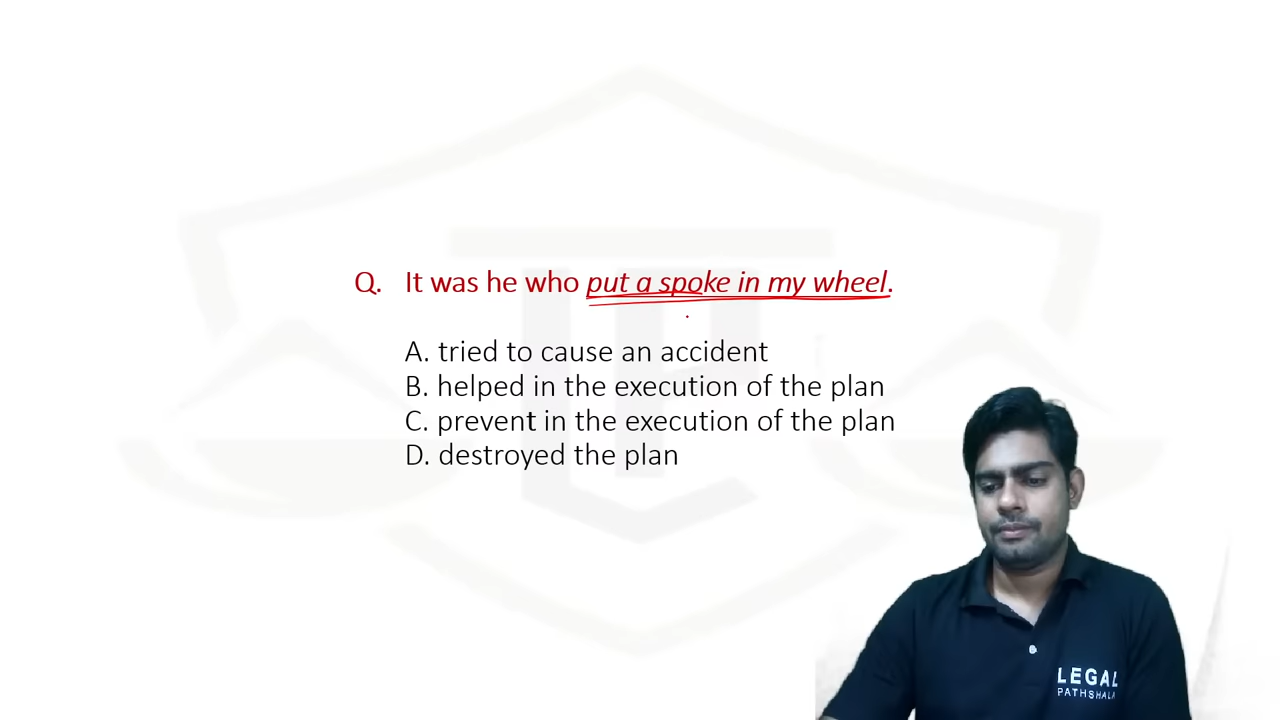 Q. It was he who put a spoke in my wheel.
A. tried to cause an accident
B. helped in the execution of the plan
C. prevent in the execution of the plan
D. destroyed the plan
LEGAL
PATHSHALA